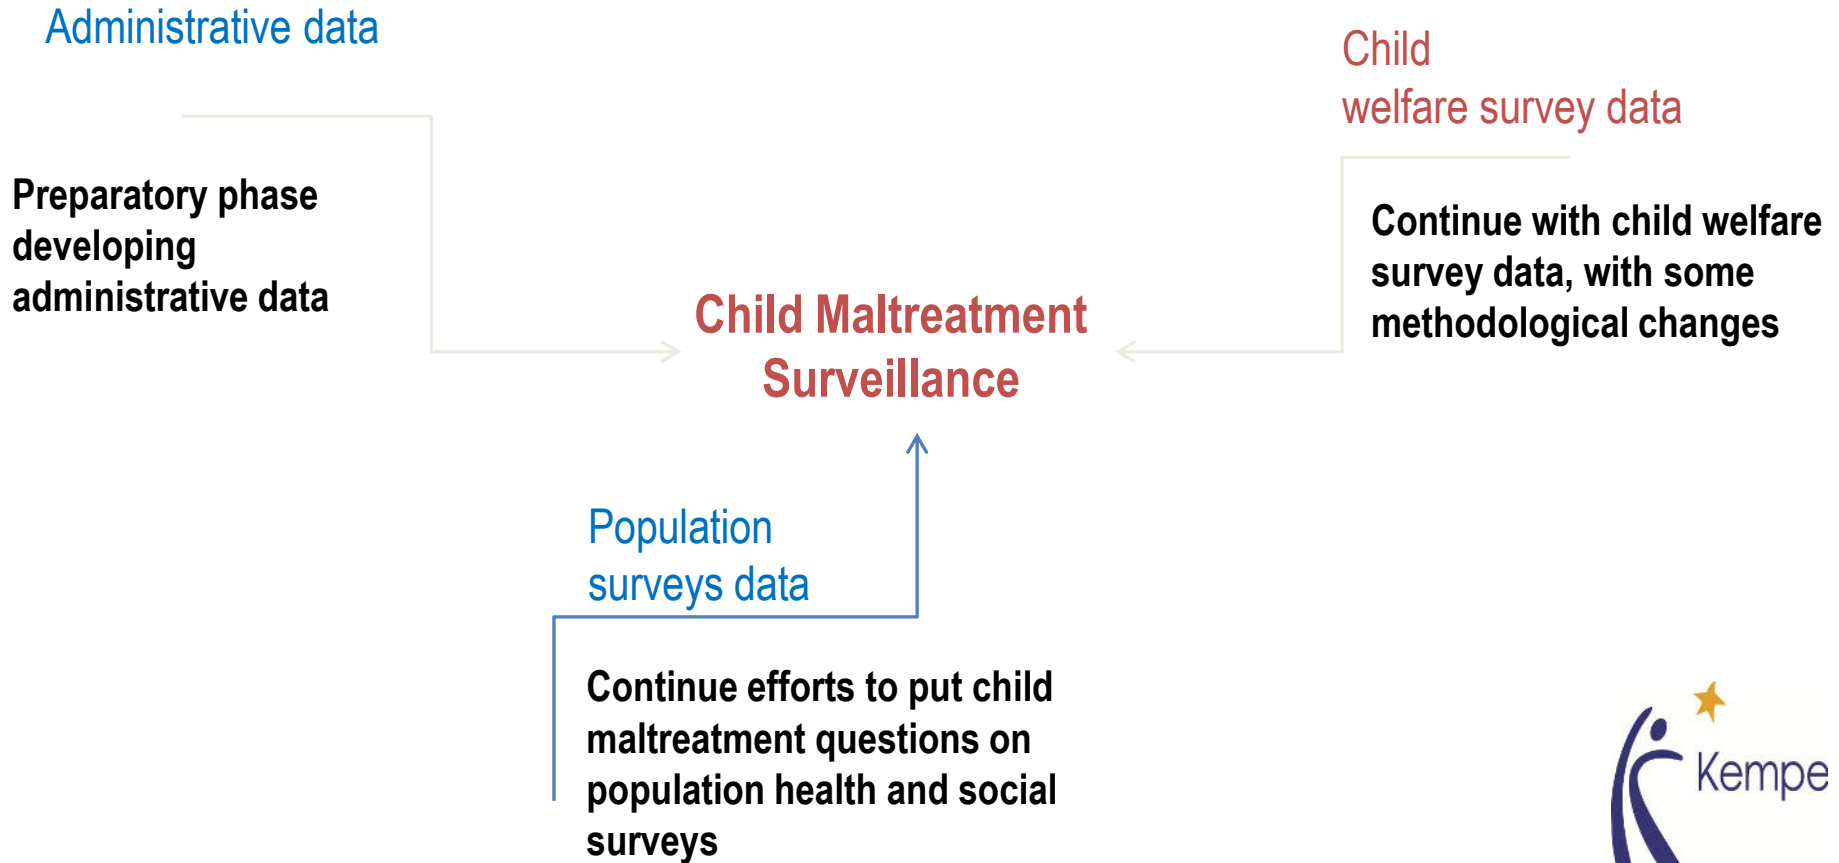 Administrative data
Preparatory phase
developing
administrative data
Child
welfare survey data
Continue with child welfare
survey data, with some
methodological changes
Child Maltreatment
Surveillance
Population
surveys data
Continue efforts to put child
maltreatment questions on
population health and social
surveys
Kempe